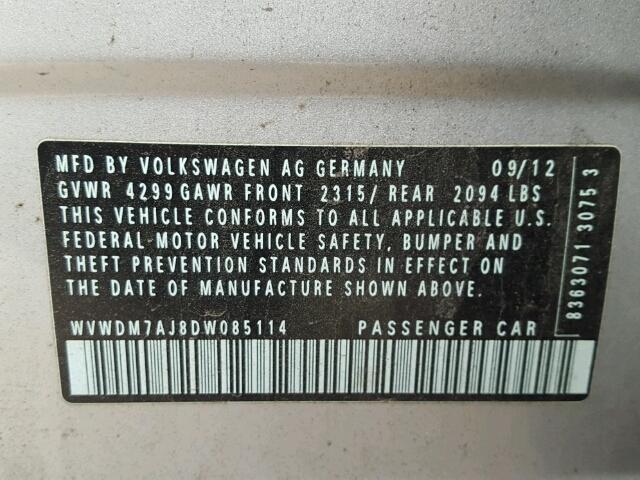 MFD BY VOLKSWAGEN AG GERMANY 09/12
GVWR 4299 GAWR FRONT 2315/ REAR 2094 LBS
THIS VEHICLE CONFORMS TO ALL APPLICABLE U.S.
FEDERAL-MOTOR VEHICLE SAFETY, BUMPER AND
THEFT PREVENTION STANDARDS IN EFFECT ON
THE DATE OF MANUFACTURE SHOWN ABOVE.
WVWDM7AJ8DW085114 PASSENGER CAR
8363071 3075 3